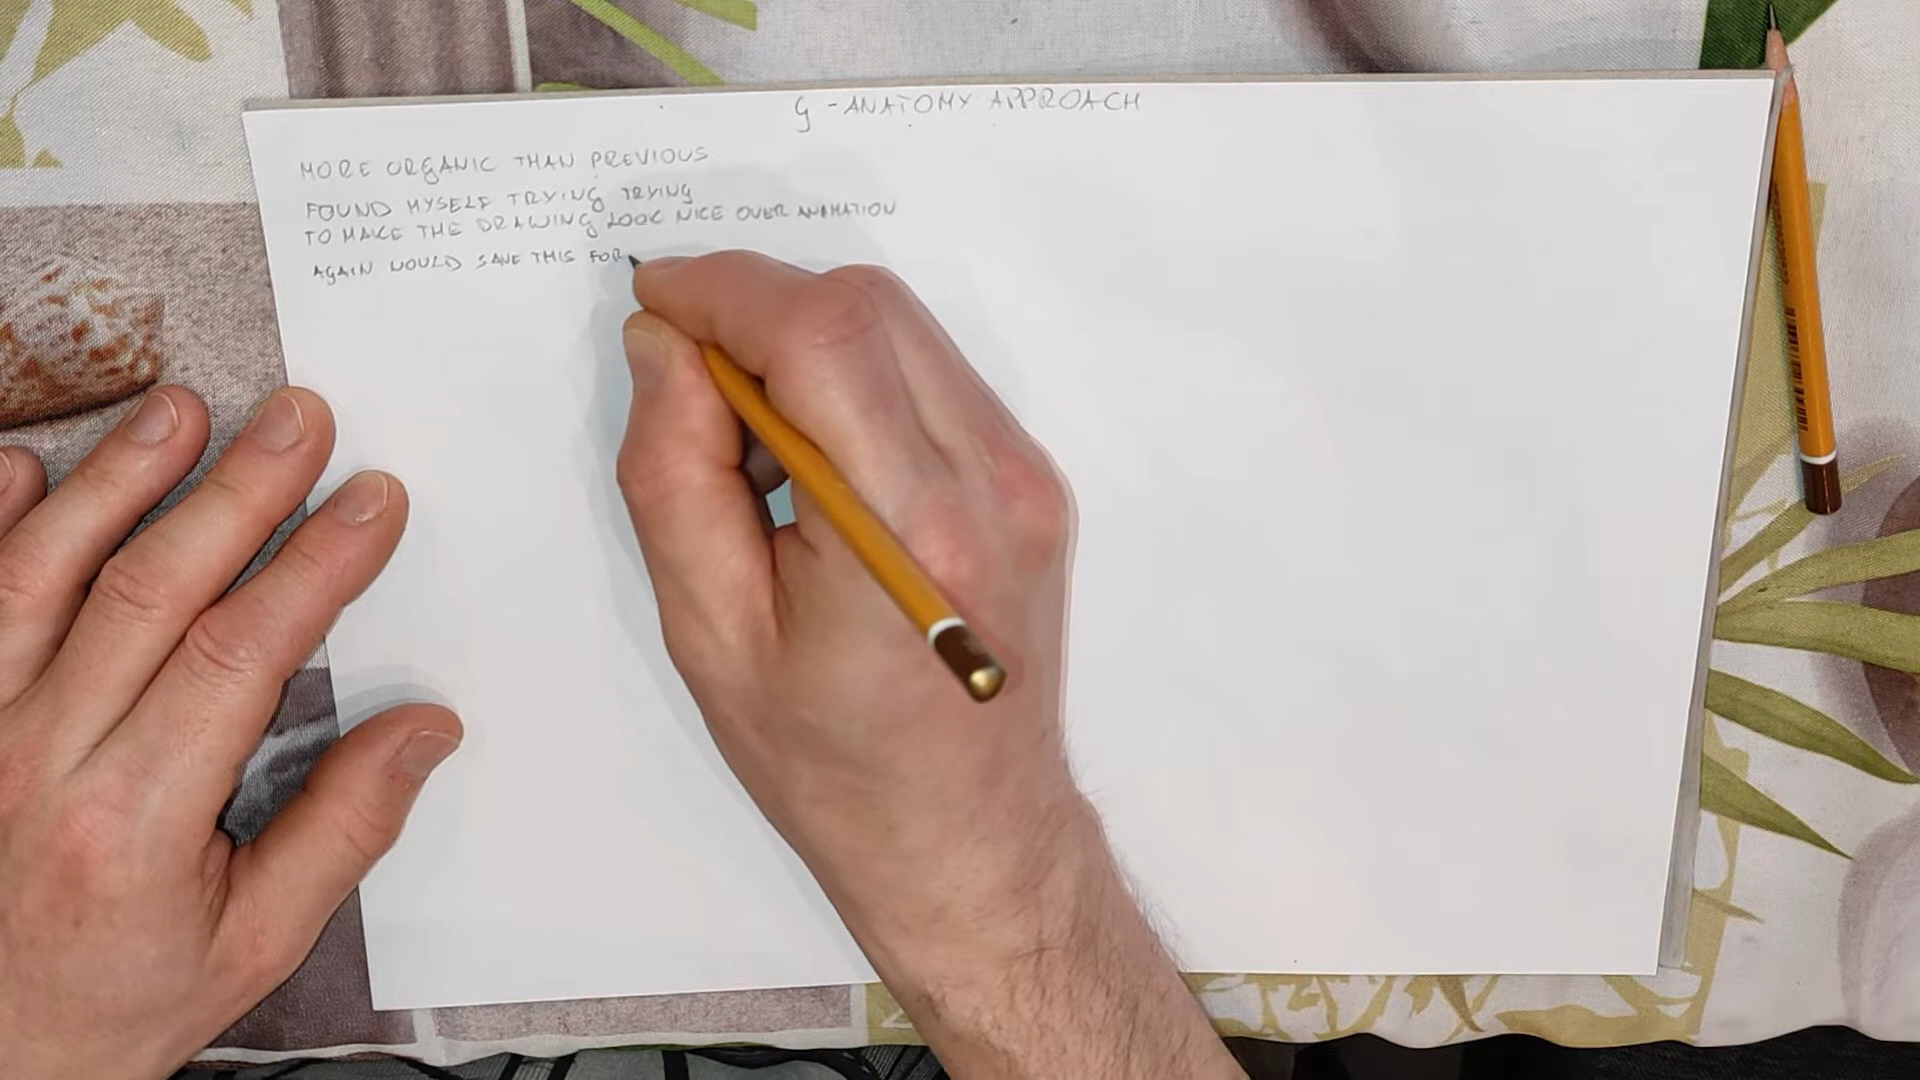 G - ANATOMY APPROACH
MORE ORGANIC THAN PREVIOUS
FOUND MYSELF TRYING TRYING
TO MAKE THE DRAWING LOOK NICE OVER ANIMATION
AGAIN WOULD SAVE THIS FOR